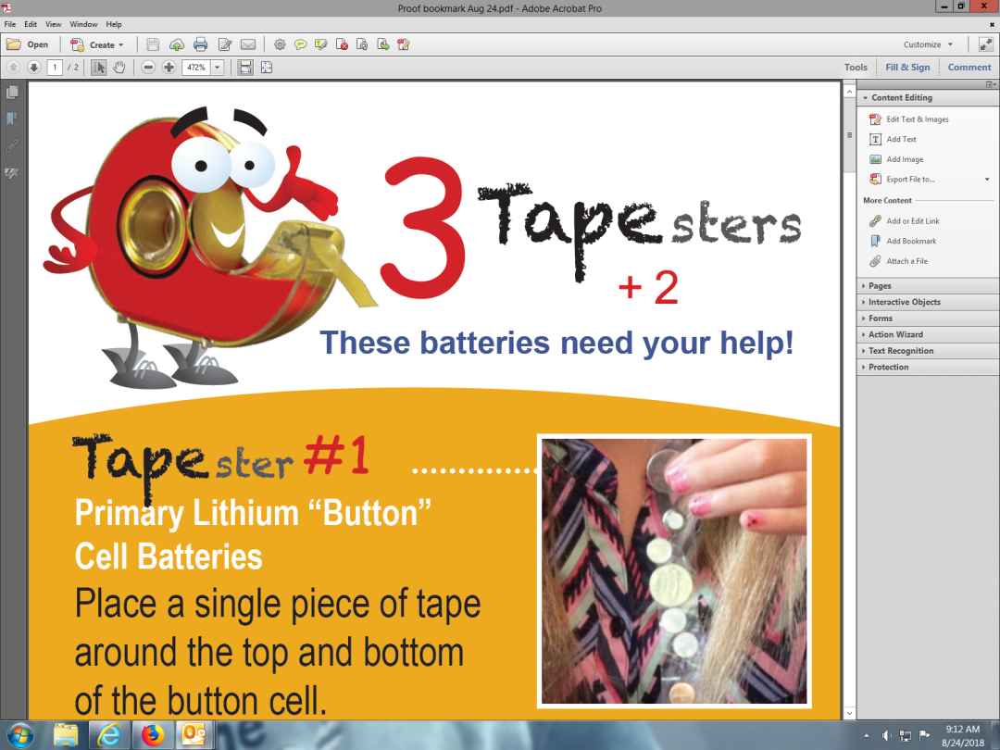 Proof bookmark Aug 24.pdf - Adobe Acrobat Pro
File Edit View Window Help
Open Create Customize
1 / 2 472% Tools Fill & Sign Comment
Content Editing
Edit Text & Images
Add Text
Add Image
Export File to...
More Content
Add or Edit Link
Add Bookmark
Attach a File
Pages
Interactive Objects
Forms
Action Wizard
Text Recognition
Protection
3 Tapesters
+ 2
These batteries need your help!
Tapester #1
Primary Lithium “Button”
Cell Batteries
Place a single piece of tape
around the top and bottom
of the button cell.
9:12 AM
8/24/2018